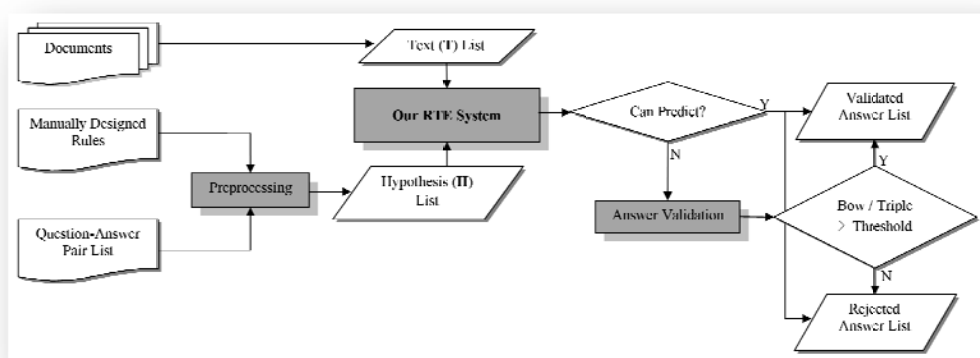 Documents
Text (T) List
Manually Designed
Rules
Our RTE System
Can Predict?
Y
Validated
Answer List
Preprocessing
Hypothesis (H)
List
N
Y
Answer Validation
Bow / Triple
> Threshold
Question-Answer
Pair List
N
Rejected
Answer List